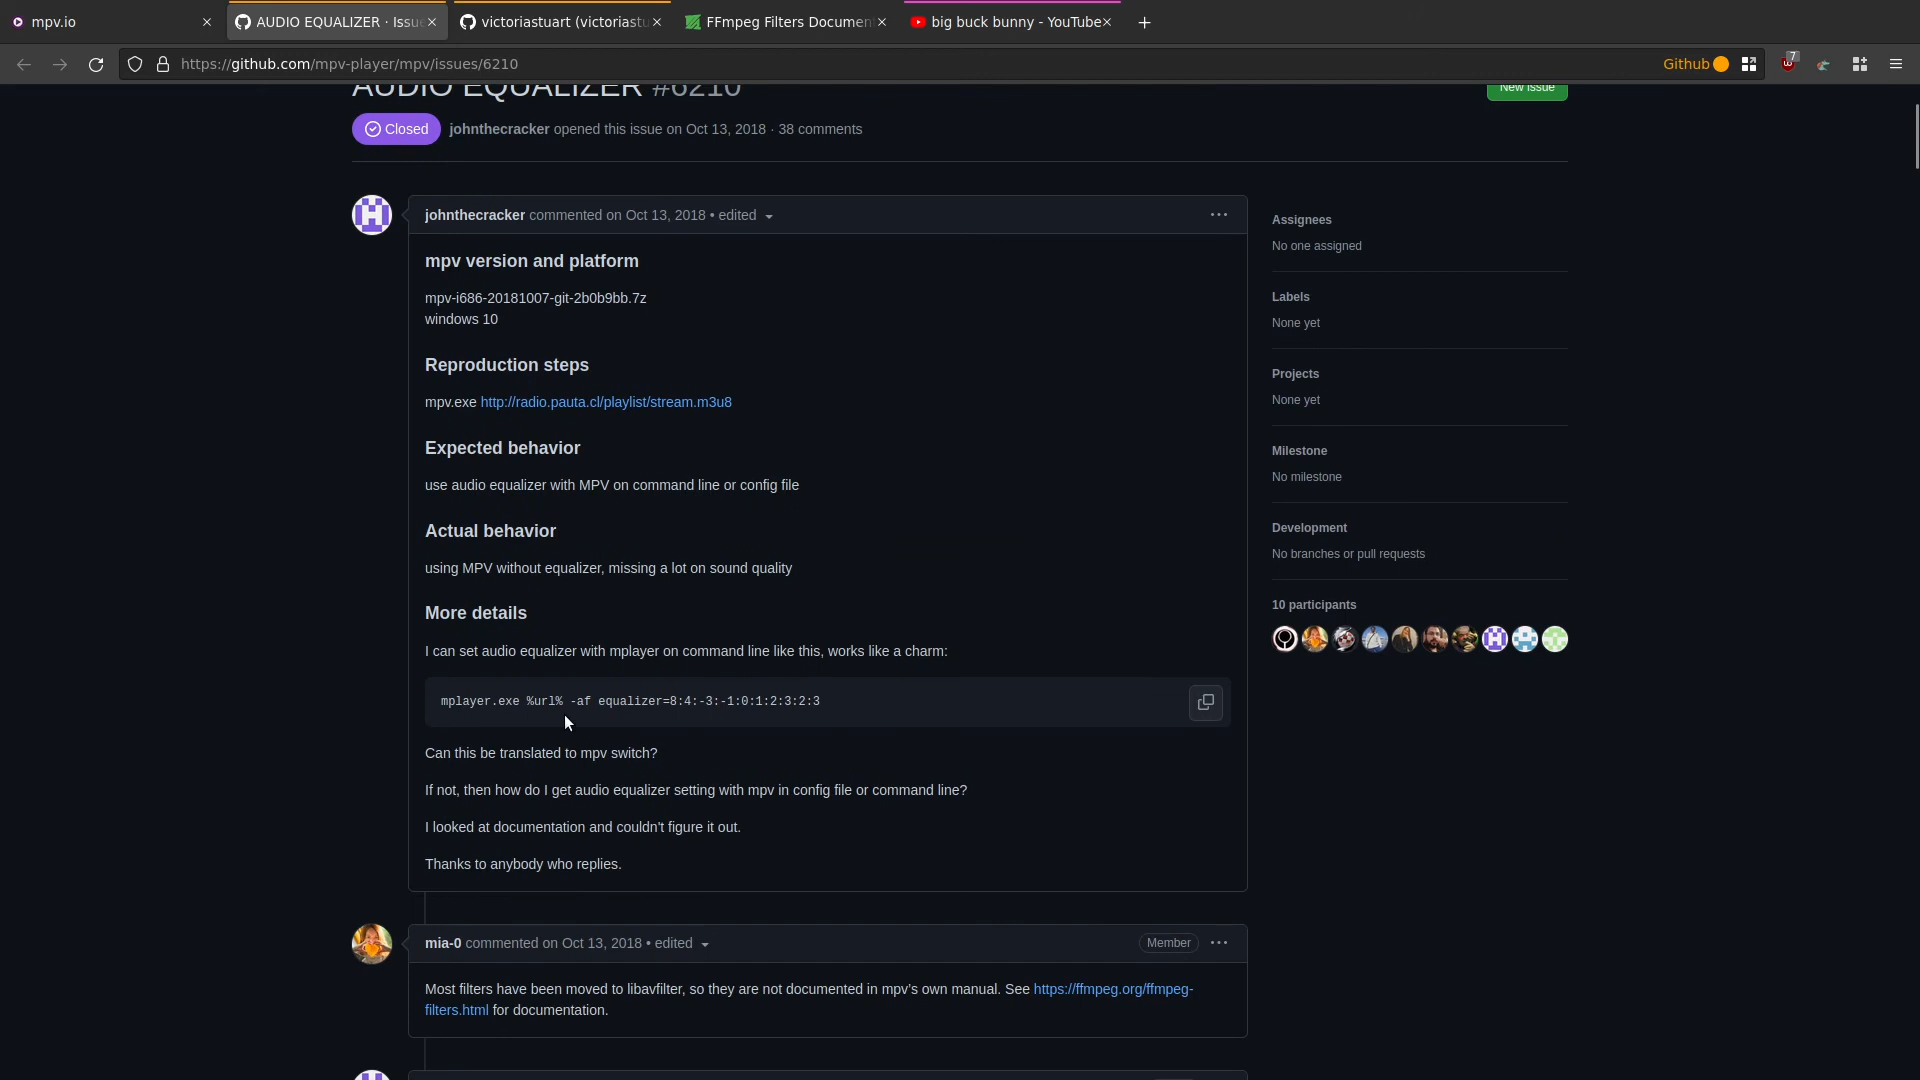 mpv.io
AUDIO EQUALIZER · Issue
victoriastuart (victoriastu
FFmpeg Filters Documen
big buck bunny - YouTube
https://github.com/mpv-player/mpv/issues/6210
Github
7
AUDIO EQUALIZER #6210
New issue
Closed
johnthecracker opened this issue on Oct 13, 2018 · 38 comments
johnthecracker commented on Oct 13, 2018 • edited
mpv version and platform
mpv-i686-20181007-git-2b0b9bb.7z
windows 10
Reproduction steps
mpv.exe http://radio.pauta.cl/playlist/stream.m3u8
Expected behavior
use audio equalizer with MPV on command line or config file
Actual behavior
using MPV without equalizer, missing a lot on sound quality
More details
I can set audio equalizer with mplayer on command line like this, works like a charm:
mplayer.exe %url% -af equalizer=8:4:-3:-1:0:1:2:3:2:3
Can this be translated to mpv switch?
If not, then how do I get audio equalizer setting with mpv in config file or command line?
I looked at documentation and couldn't figure it out.
Thanks to anybody who replies.
Assignees
No one assigned
Labels
None yet
Projects
None yet
Milestone
No milestone
Development
No branches or pull requests
10 participants
mia-0 commented on Oct 13, 2018 • edited
Member
Most filters have been moved to libavfilter, so they are not documented in mpv's own manual. See https://ffmpeg.org/ffmpeg-
filters.html for documentation.